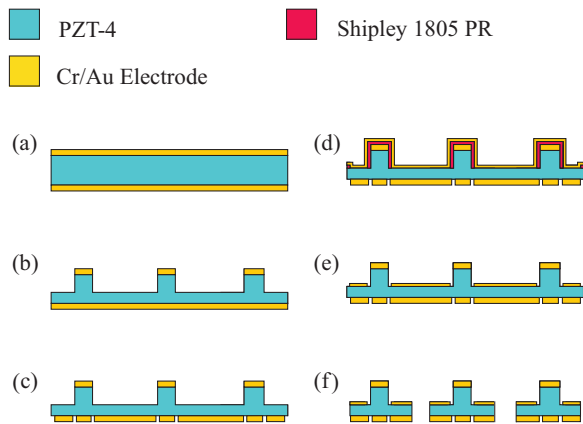 PZT-4
Shipley 1805 PR
Cr/Au Electrode
(a)
(b)
(c)
(d)
(e)
(f)